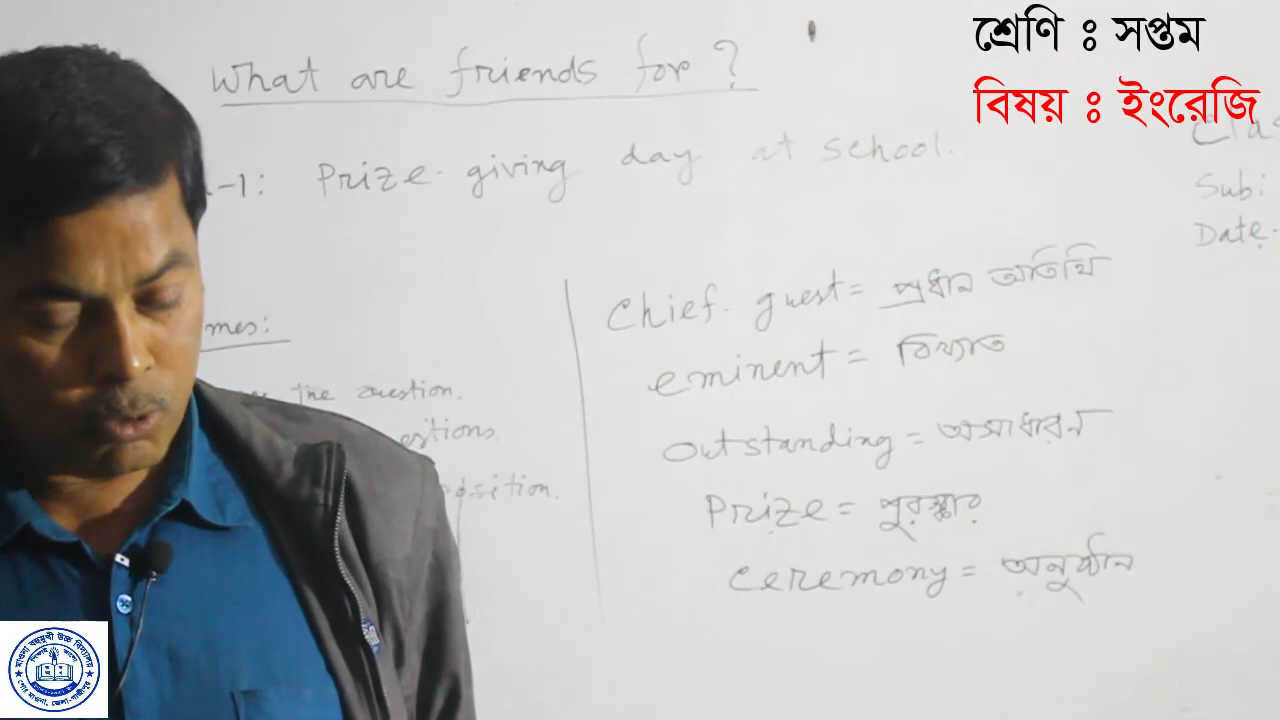 শ্রেণি ঃ সপ্তম
বিষয় ঃ ইংরেজি
What are friends for ?
-1: Prize-giving day at school.
Sub:
Date-
mes:
the question.
Chief-guest = প্রধান অতিথি
eminent = বিখ্যাত
outstanding = অসাধারন
Prize = পুরস্কার
ceremony = অনুষ্ঠান